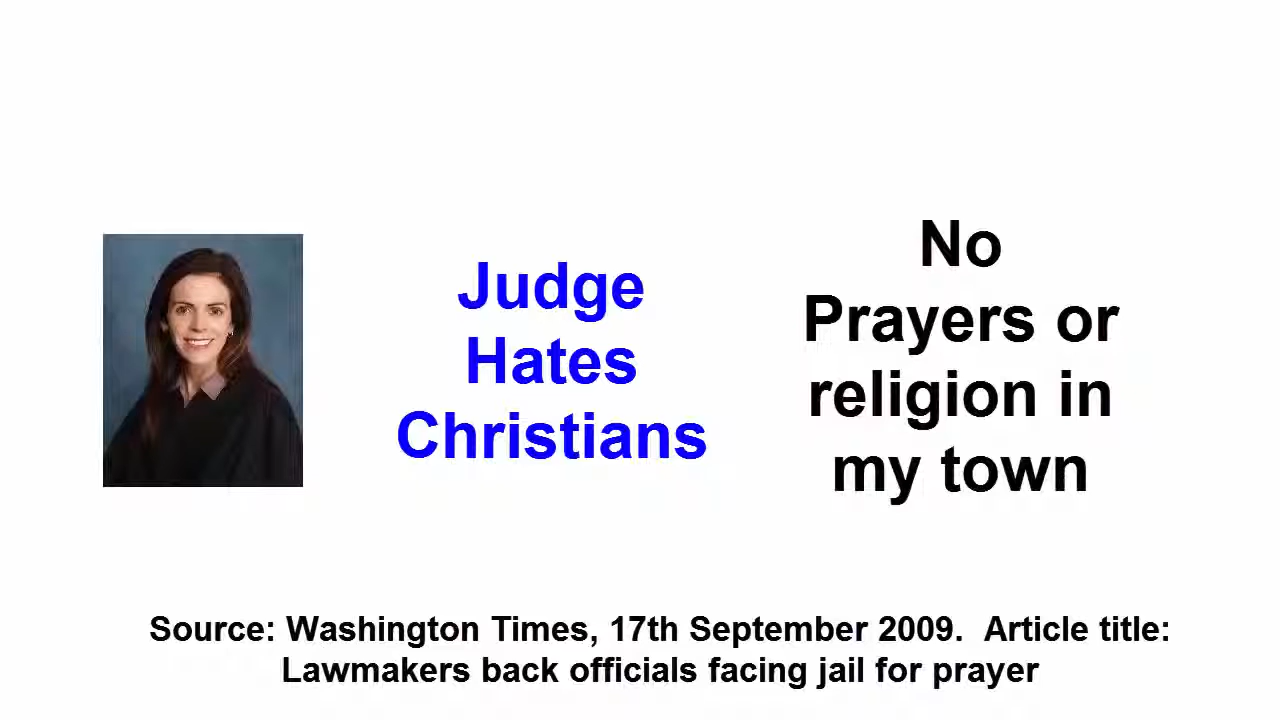 Judge
Hates
Christians
No
Prayers or
religion in
my town
Source: Washington Times, 17th September 2009.  Article title:
Lawmakers back officials facing jail for prayer